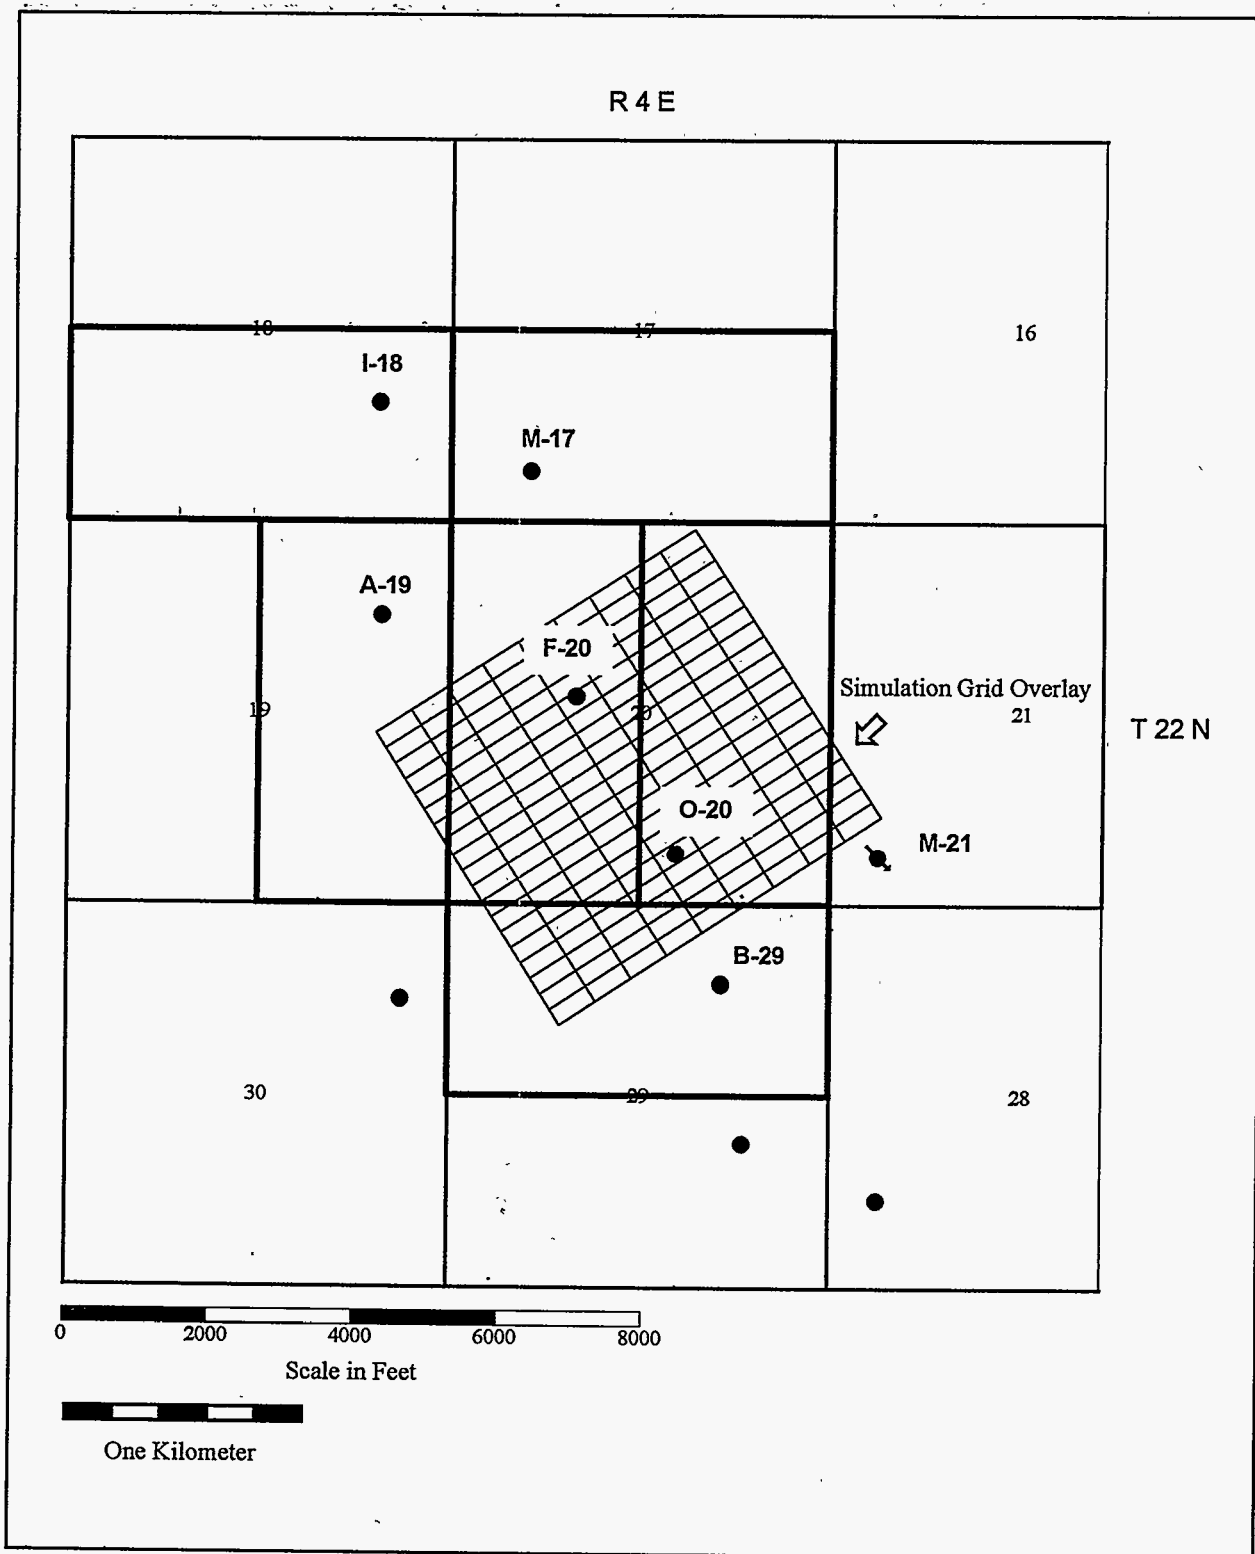 R 4 E
18
17
16
I-18
M-17
A-19
F-20
Simulation Grid Overlay
19
20
21
T 22 N
O-20
M-21
B-29
30
29
28
0 2000 4000 6000 8000
Scale in Feet
One Kilometer